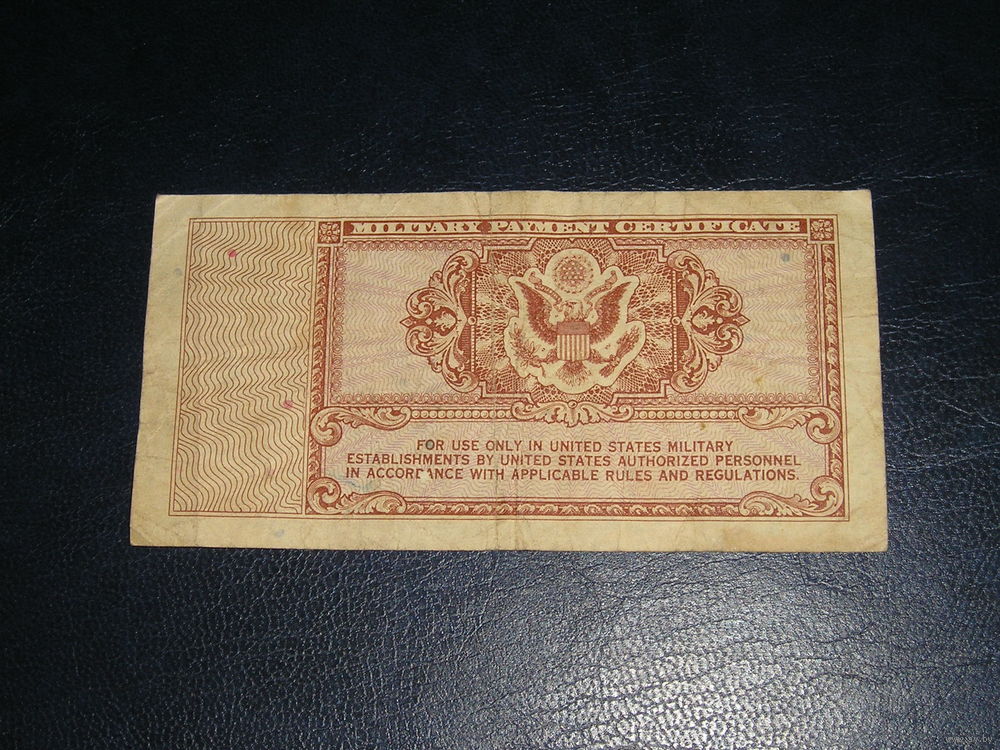 MILITARY PAYMENT CERTIFICATE
FOR USE ONLY IN UNITED STATES MILITARY
ESTABLISHMENTS BY UNITED STATES AUTHORIZED PERSONNEL
IN ACCORDANCE WITH APPLICABLE RULES AND REGULATIONS.